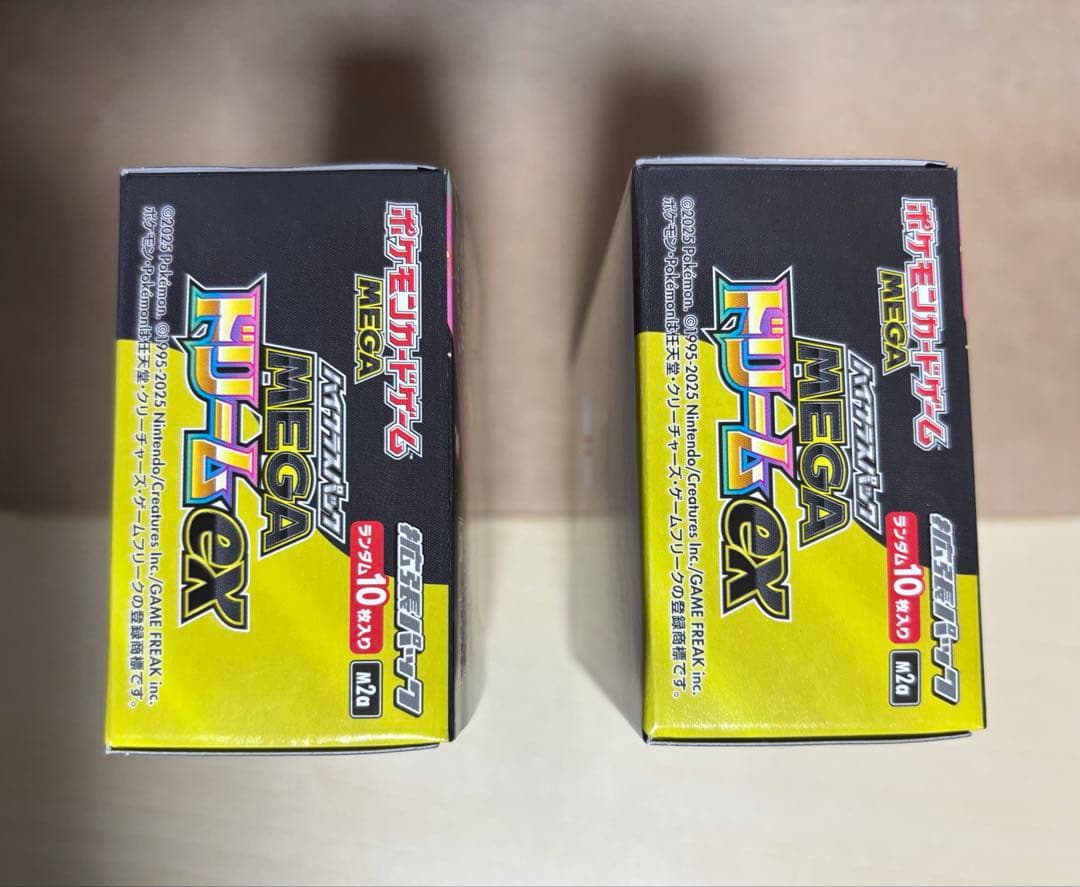 ポケモンカードゲーム
MEGA
拡張パック
ハイクラスパック
MEGA
ドリームex
ランダム10枚入り
M2a
©2025 Pokémon. ©1995-2025 Nintendo/Creatures Inc./GAME FREAK inc.
ポケモン・Pokémonは任天堂・クリーチャーズ・ゲームフリークの登録商標です。
ポケモンカードゲーム
MEGA
拡張パック
ハイクラスパック
MEGA
ドリームex
ランダム10枚入り
M2a
©2025 Pokémon. ©1995-2025 Nintendo/Creatures Inc./GAME FREAK inc.
ポケモン・Pokémonは任天堂・クリーチャーズ・ゲームフリークの登録商標です。